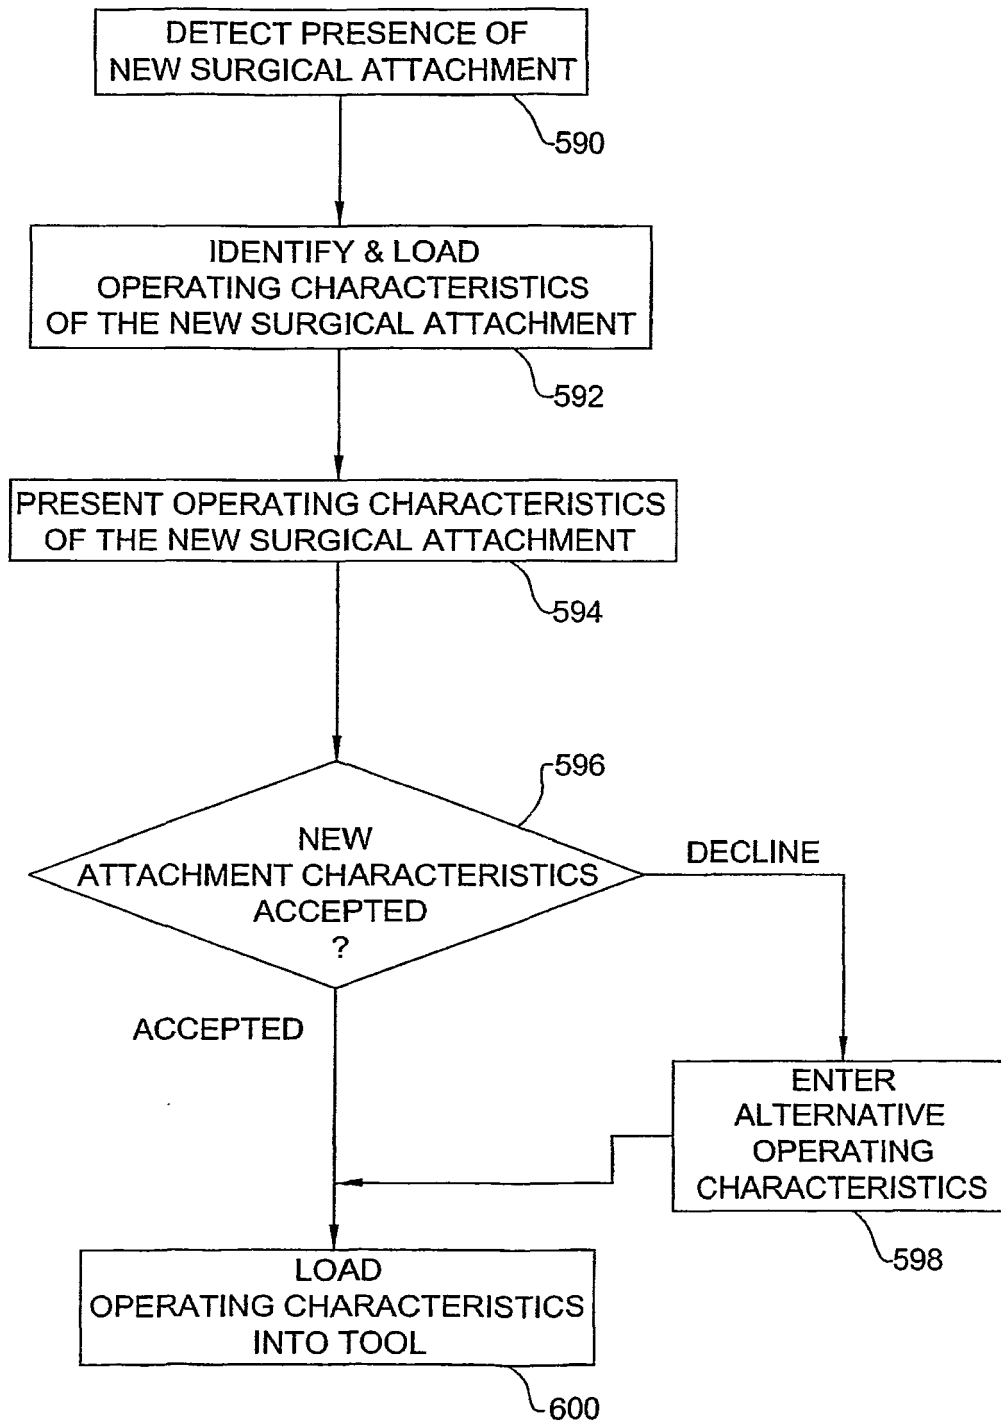 DETECT PRESENCE OF
NEW SURGICAL ATTACHMENT
590
IDENTIFY & LOAD
OPERATING CHARACTERISTICS
OF THE NEW SURGICAL ATTACHMENT
592
PRESENT OPERATING CHARACTERISTICS
OF THE NEW SURGICAL ATTACHMENT
594
596
NEW
ATTACHMENT CHARACTERISTICS
ACCEPTED
?
DECLINE
ACCEPTED
ENTER
ALTERNATIVE
OPERATING
CHARACTERISTICS
598
LOAD
OPERATING CHARACTERISTICS
INTO TOOL
600